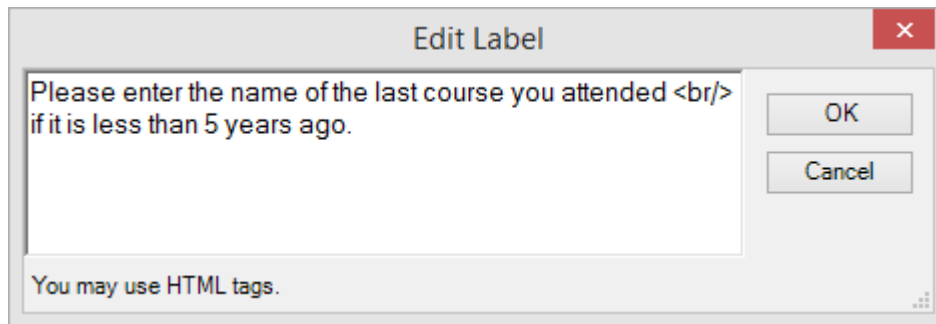 Edit Label
Please enter the name of the last course you attended <br/>
if it is less than 5 years ago.
OK
Cancel
You may use HTML tags.